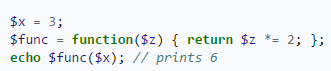 $x = 3;
$func = function($z) { return $z *= 2; };
echo $func($x); // prints 6